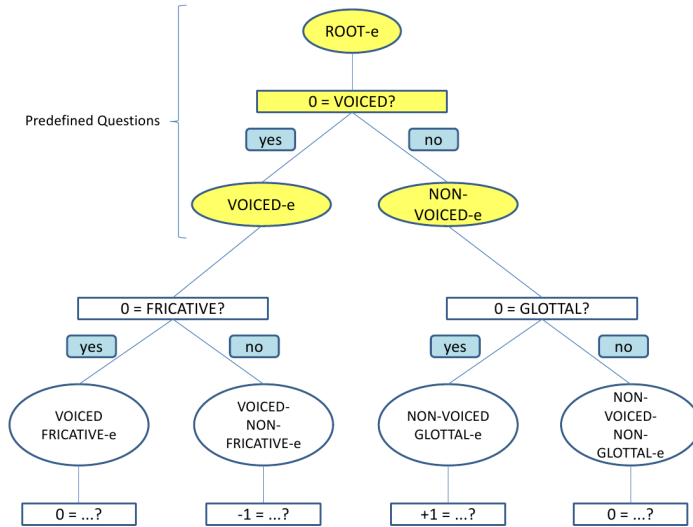 ROOT-e
0 = VOICED?
Predefined Questions
yes
no
VOICED-e
NON-
VOICED-e
0 = FRICATIVE?
0 = GLOTTAL?
yes
no
yes
no
VOICED
FRICATIVE-e
VOICED-
NON-
FRICATIVE-e
NON-VOICED
GLOTTAL-e
NON-
VOICED-
NON-
GLOTTAL-e
0 = ...?
-1 = ...?
+1 = ...?
0 = ...?